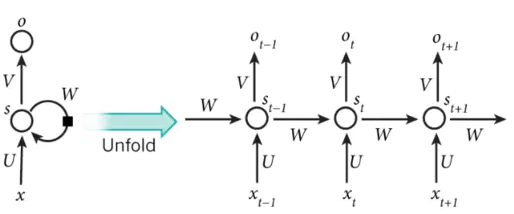 o
V
s
W
U
x
Unfold
o_{t-1} o_t o_{t+1}
V V V
W s_{t-1} s_t s_{t+1}
W W W
U U U
x_{t-1} x_t x_{t+1}